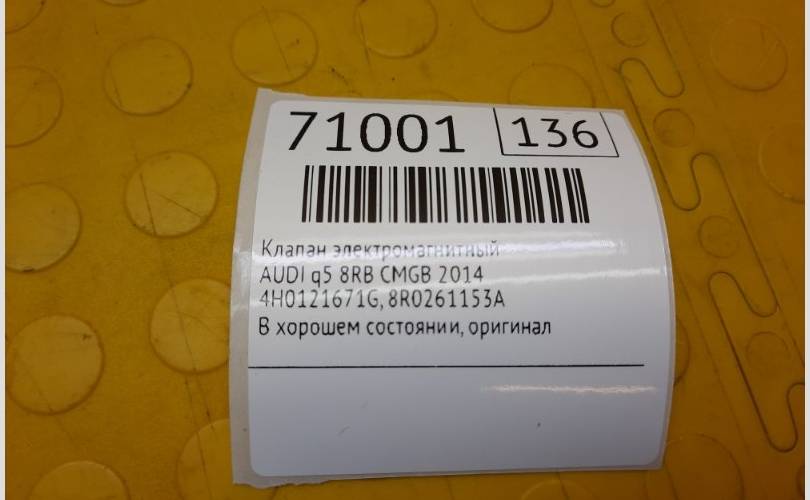 71001 136
Клапан электромагнитный
AUDI q5 8RB CMGB 2014
4H0121671G, 8R0261153A
В хорошем состоянии, оригинал